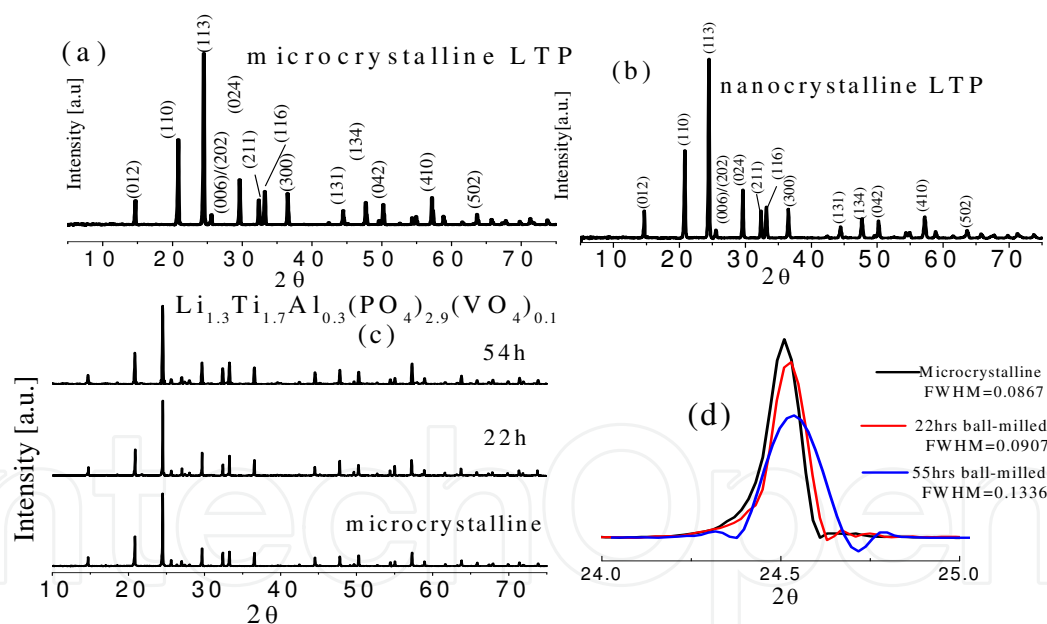 (a)
microcrystalline LTP
Intensity [a.u]
(012)
(110)
(113)
(006)/(202)
(024)
(211)
(116)
(300)
(131)
(134)
(042)
(410)
(502)
10 20 30 40 50 60 70
2θ
(b)
nanocrystalline LTP
Intensity[a.u.]
(012)
(110)
(113)
(006)/(202)
(024)
(211)
(116)
(300)
(131)
(134)
(042)
(410)
(502)
10 20 30 40 50 60 70
2θ
Li1.3Ti1.7Al0.3(PO4)2.9(VO4)0.1
(c)
54h
22h
microcrystalline
Intensity [a.u.]
10 20 30 40 50 60 70
2θ
(d)
Microcrystalline
FWHM=0.0867
22hrs ball-milled
FWHM=0.0907
55hrs ball-milled
FWHM=0.1336
24.0 24.5 25.0
2θ
IntechOpen